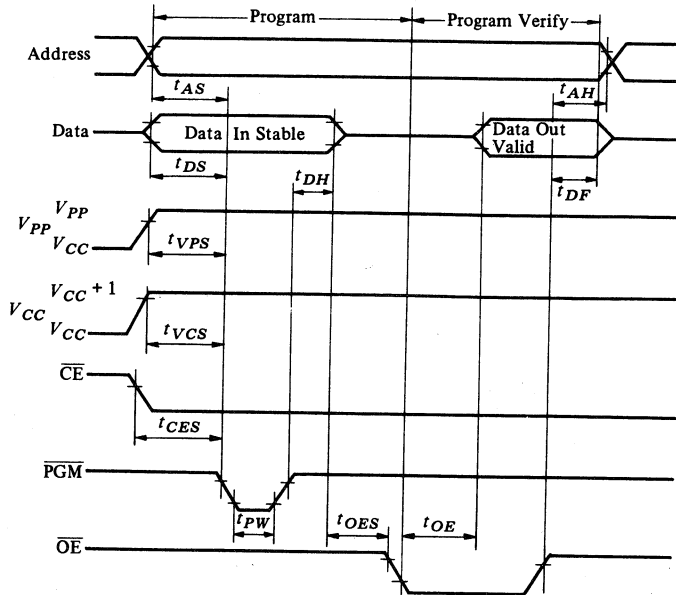 Program
Program Verify
Address
tAS
tAH
Data
Data In Stable
Data Out
Valid
tDS
tDH
tDF
VPP
VPP
VCC
tVPS
VCC + 1
VCC
VCC
tVCS
CE
tCES
PGM
tPW
tOES
tOE
OE